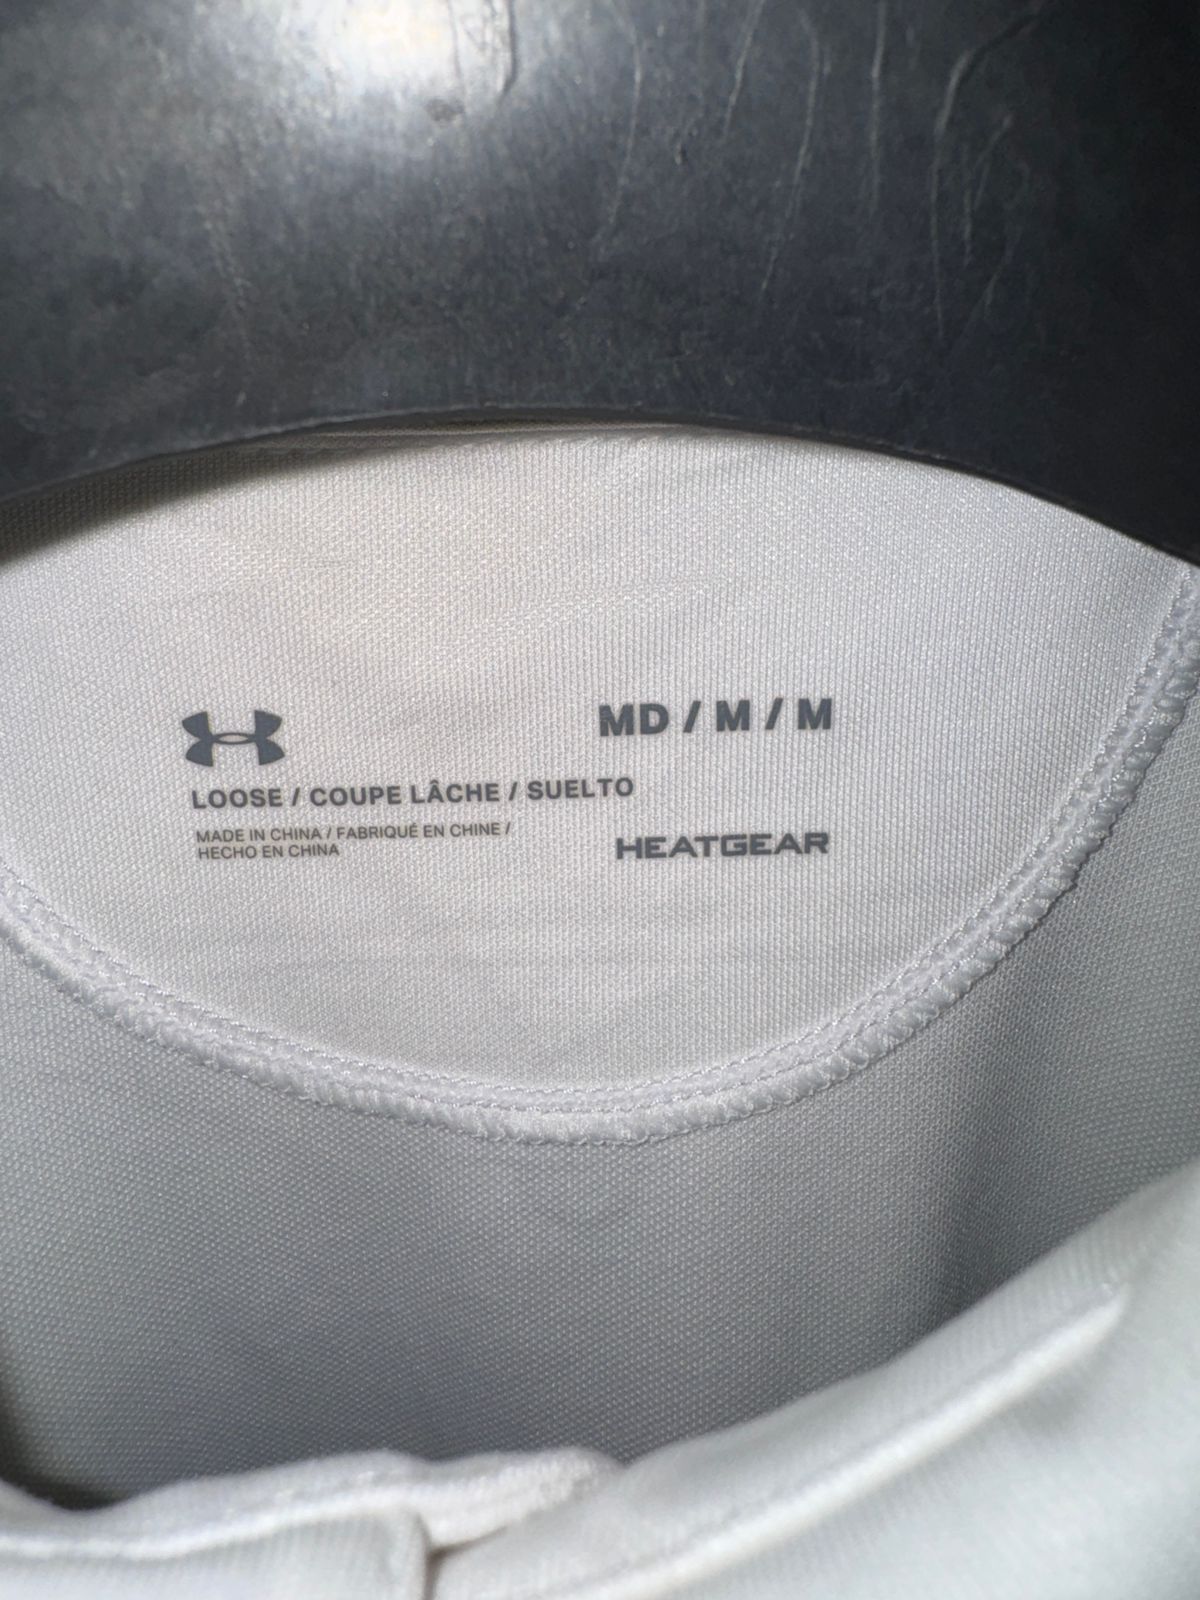 MD / M / M
LOOSE / COUPE LÂCHE / SUELTO
MADE IN CHINA / FABRIQUÉ EN CHINE /
HECHO EN CHINA
HEATGEAR